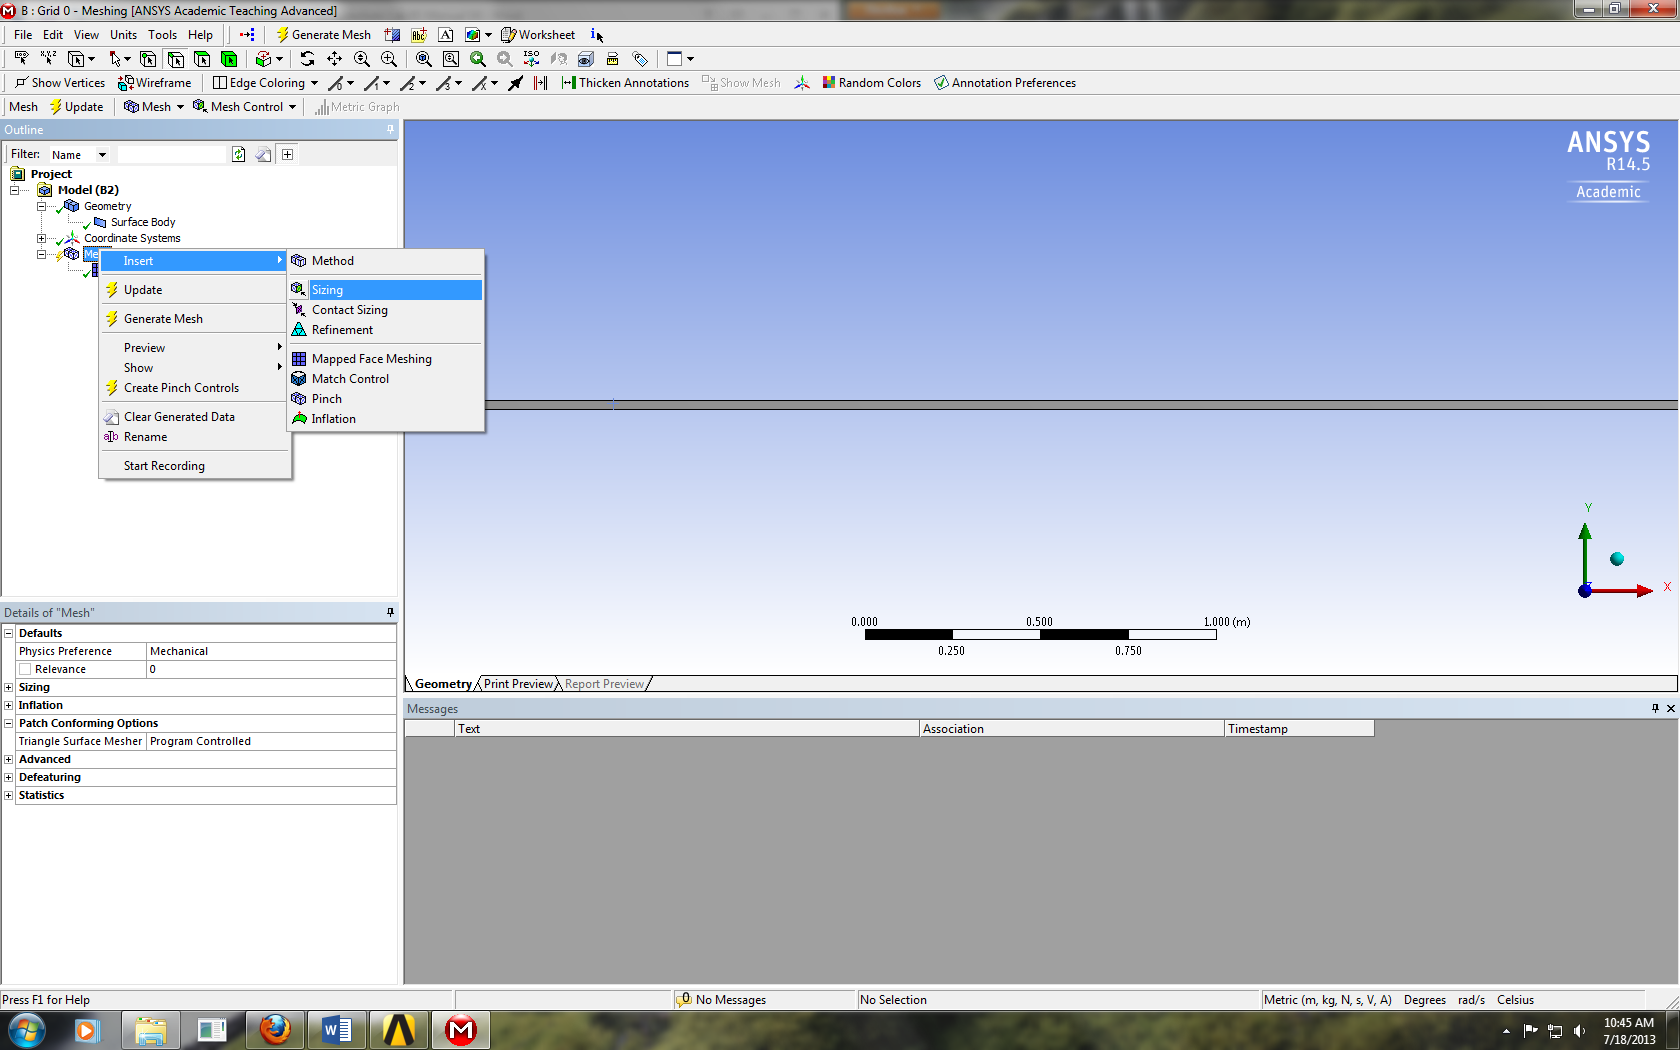 B : Grid 0 - Meshing [ANSYS Academic Teaching Advanced]
File Edit View Units Tools Help Generate Mesh Worksheet
Show Vertices Wireframe Edge Coloring Thicken Annotations Show Mesh Random Colors Annotation Preferences
Mesh Update Mesh Mesh Control Metric Graph
Outline
Filter: Name
Project
Model (B2)
Geometry
Surface Body
Coordinate Systems
Me
Insert
Update
Generate Mesh
Preview
Show
Create Pinch Controls
Clear Generated Data
Rename
Start Recording
Method
Sizing
Contact Sizing
Refinement
Mapped Face Meshing
Match Control
Pinch
Inflation
ANSYS
R14.5
Academic
Y
X
Z
0.000 0.500 1.000 (m)
0.250 0.750
Geometry Print Preview Report Preview
Details of "Mesh"
Defaults
Physics Preference Mechanical
Relevance 0
Sizing
Inflation
Patch Conforming Options
Triangle Surface Mesher Program Controlled
Advanced
Defeaturing
Statistics
Messages
Text Association Timestamp
Press F1 for Help 0 No Messages No Selection Metric (m, kg, N, s, V, A) Degrees rad/s Celsius
10:45 AM
7/18/2013